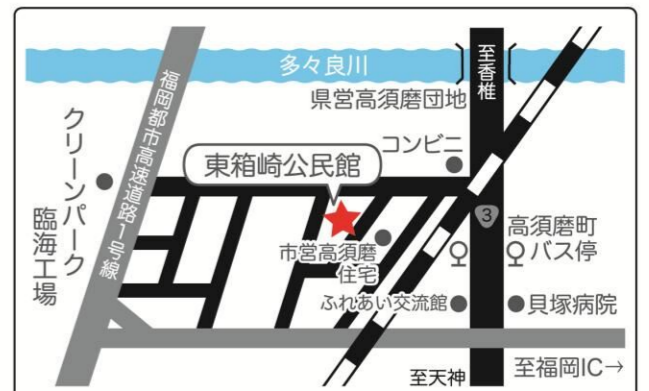 多々良川
至香椎
県営高須磨団地
福岡都市高速道路1号線
クリーンパーク
臨海工場
コンビニ
東箱崎公民館
3
高須磨町
バス停
市営高須磨
住宅
ふれあい交流館
貝塚病院
至天神
至福岡IC→